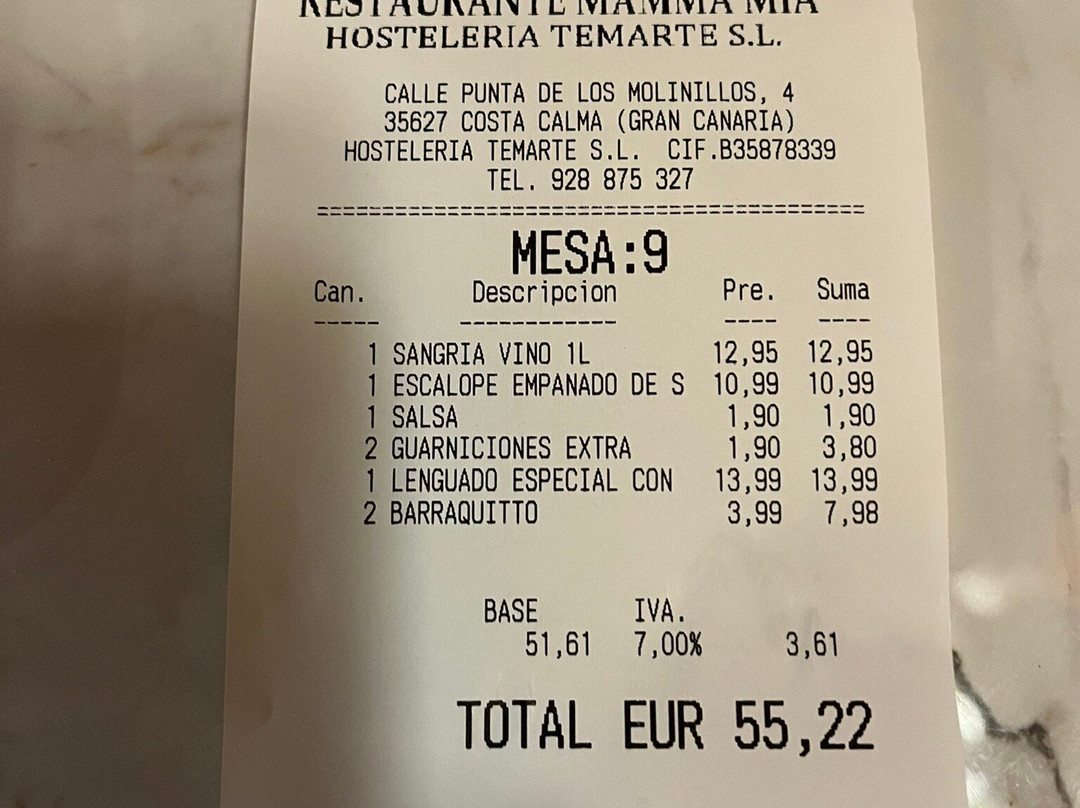 RESTAURANTE MAMMA MIA
HOSTELERIA TEMARTE S.L.
CALLE PUNTA DE LOS MOLINILLOS, 4
35627 COSTA CALMA (GRAN CANARIA)
HOSTELERIA TEMARTE S.L. CIF.B35878339
TEL. 928 875 327
==========================================
MESA:9
Can. Descripcion Pre. Suma
----- ------------ ---- ----
1 SANGRIA VINO 1L 12,95 12,95
1 ESCALOPE EMPANADO DE S 10,99 10,99
1 SALSA 1,90 1,90
2 GUARNICIONES EXTRA 1,90 3,80
1 LENGUADO ESPECIAL CON 13,99 13,99
2 BARRAQUITTO 3,99 7,98
BASE IVA.
51,61 7,00% 3,61
TOTAL EUR 55,22